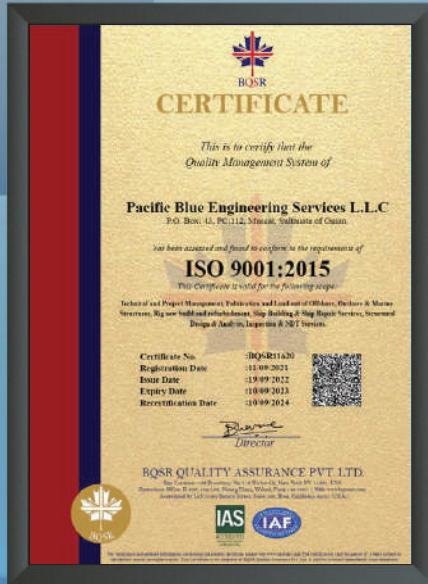 BQSR
CERTIFICATE
This is to certify that the
Quality Management System of
Pacific Blue Engineering Services L.L.C
P.O. Box: 43, PC:112, Muscat, Sultanate of Oman.
has been assessed and found to conform to the requirements of
ISO 9001:2015
This Certificate is valid for the following scope:
Technical and Project Management, Fabrication and Load out of Offshore, Onshore & Marine
Structures, Rig new build and refurbishment, Ship Building & Ship Repair Services, Structural
Design & Analysis, Inspection & NDT Services.
Certificate No. :BQSR11620
Registration Date :11/09/2021
Issue Date :19/09/2022
Expiry Date :10/09/2023
Recertification Date :10/09/2024
Director
BQSR QUALITY ASSURANCE PVT. LTD.
BQSR
IAS
ACCREDITED
IAF